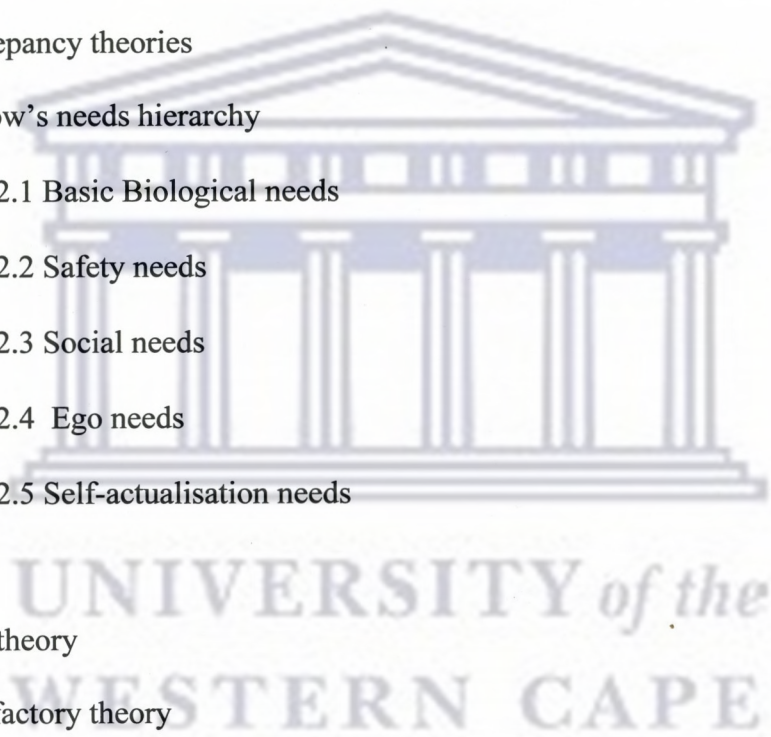 epancy theories
ow's needs hierarchy
2.1 Basic Biological needs
2.2 Safety needs
2.3 Social needs
2.4 Ego needs
2.5 Self-actualisation needs
UNIVERSITY of the
theory
WESTERN CAPE
factory theory